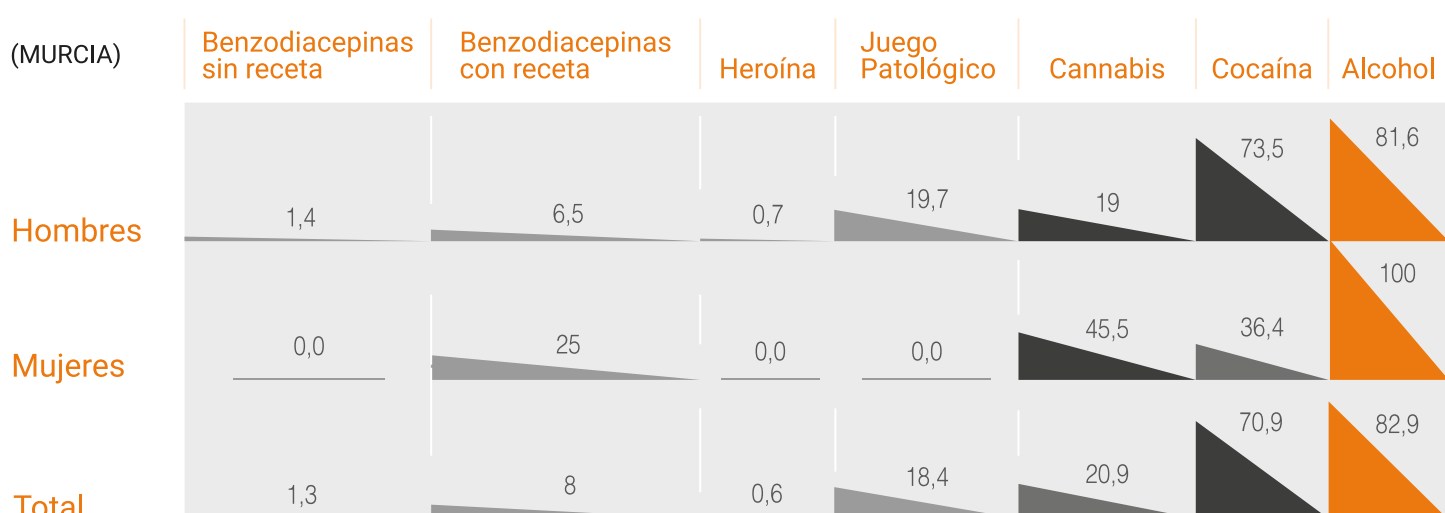 (MURCIA)
Benzodiacepinas
sin receta
Benzodiacepinas
con receta
Heroína
Juego
Patológico
Cannabis
Cocaína
Alcohol
Hombres
1,4
6,5
0,7
19,7
19
73,5
81,6
Mujeres
0,0
25
0,0
0,0
45,5
36,4
100
Total
1,3
8
0,6
18,4
20,9
70,9
82,9